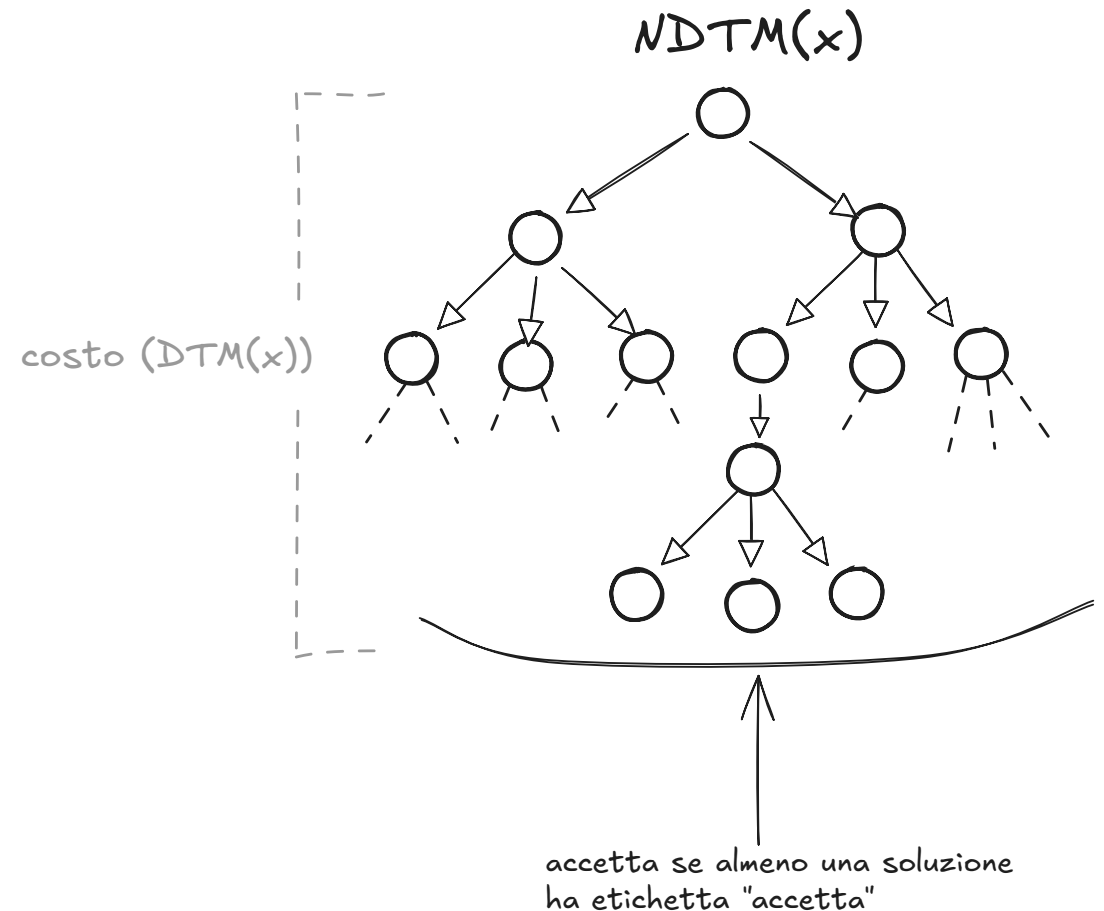 NDTM(x)
costo (DTM(x))
accetta se almeno una soluzione
ha etichetta "accetta"